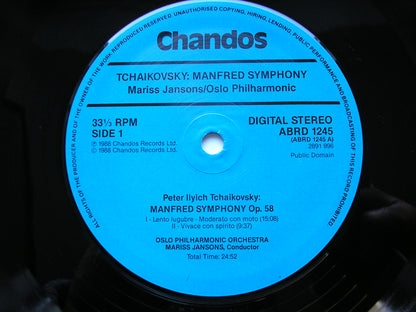 ALL RIGHTS OF THE PRODUCER AND OF THE OWNER OF THE WORK REPRODUCED RESERVED. UNAUTHORISED COPYING, HIRING, LENDING, PUBLIC PERFORMANCE AND BROADCASTING OF THIS RECORD PROHIBITED
Chandos
TCHAIKOVSKY: MANFRED SYMPHONY
Mariss Jansons/Oslo Philharmonic
33⅓ RPM
SIDE 1
Ⓟ 1988 Chandos Records Ltd.
© 1988 Chandos Records Ltd.
DIGITAL STEREO
ABRD 1245
(ABRD 1245 A)
2891 996
Public Domain
Peter Ilyich Tchaikovsky:
MANFRED SYMPHONY Op. 58
I - Lento lugubre - Moderato con moto (15:08)
II - Vivace con spirito (9:37)
OSLO PHILHARMONIC ORCHESTRA
MARISS JANSONS, Conductor
Total Time: 24:52